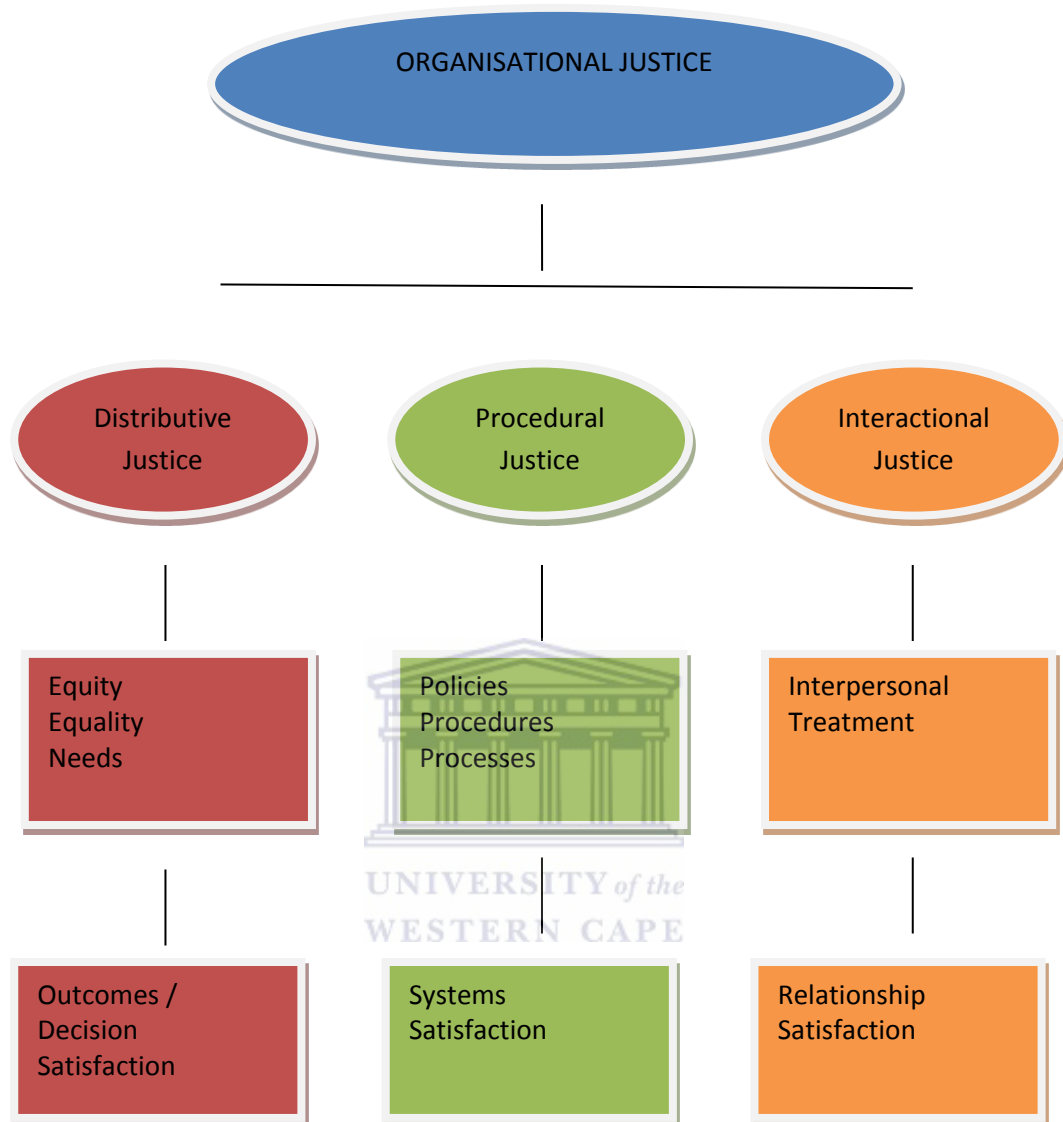 ORGANISATIONAL JUSTICE
Distributive
Justice
Procedural
Justice
Interactional
Justice
Equity
Equality
Needs
Policies
Procedures
Processes
Interpersonal
Treatment
UNIVERSITY of the
WESTERN CAPE
Outcomes /
Decision
Satisfaction
Systems
Satisfaction
Relationship
Satisfaction